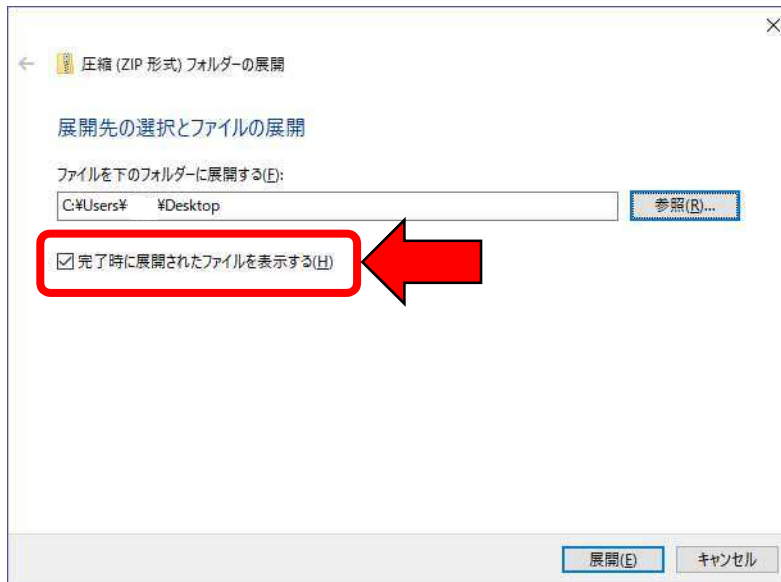 圧縮 (ZIP 形式) フォルダーの展開
展開先の選択とファイルの展開
ファイルを下のフォルダーに展開する(F):
C:¥Users¥ ¥Desktop
参照(R)...
完了時に展開されたファイルを表示する(H)
展開(E)
キャンセル